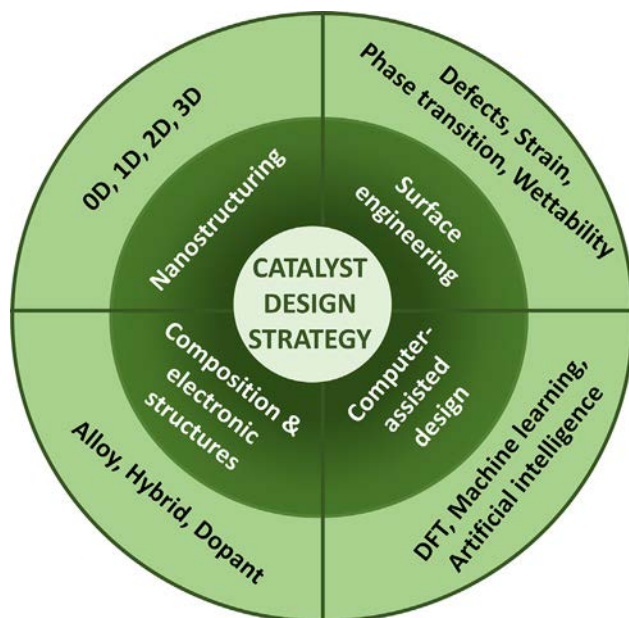 0D, 1D, 2D, 3D
Defects, Strain,
Phase transition, Wettability
Nanostructuring
Surface
engineering
CATALYST
DESIGN
STRATEGY
Composition &
electronic
structures
Computer-
assisted
design
Alloy, Hybrid, Dopant
DFT, Machine learning,
Artificial intelligence